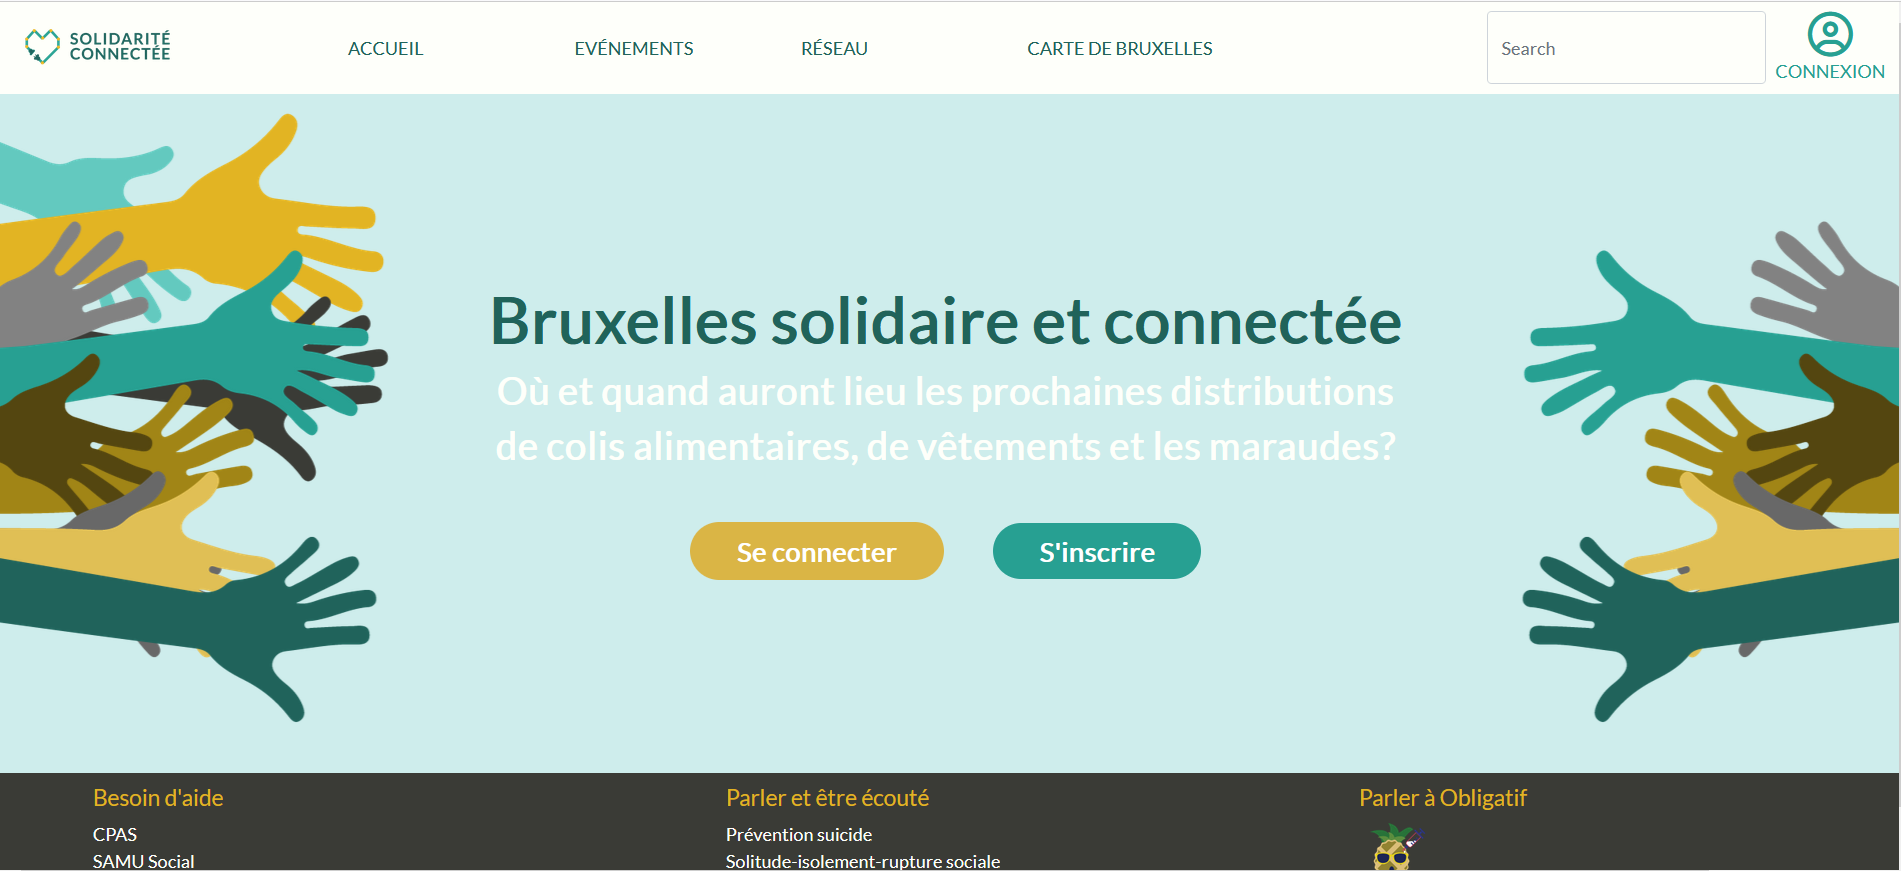 SOLIDARITÉ
CONNECTÉE
ACCUEIL
EVÉNEMENTS
RÉSEAU
CARTE DE BRUXELLES
Search
CONNEXION
Bruxelles solidaire et connectée
Où et quand auront lieu les prochaines distributions
de colis alimentaires, de vêtements et les maraudes?
Se connecter
S'inscrire
Besoin d'aide
CPAS
SAMU Social
Parler et être écouté
Prévention suicide
Solitude-isolement-rupture sociale
Parler à Obligatif